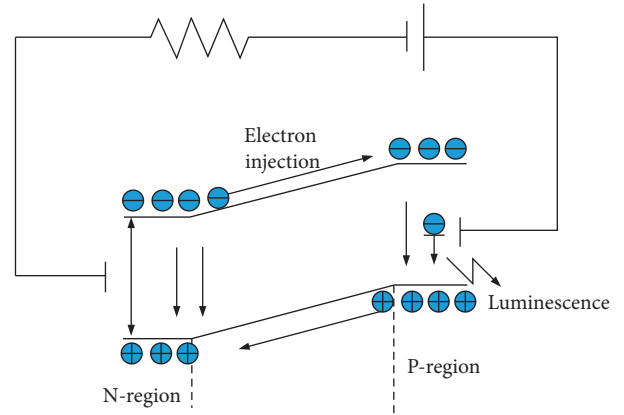 Electron
injection
Luminescence
P-region
N-region